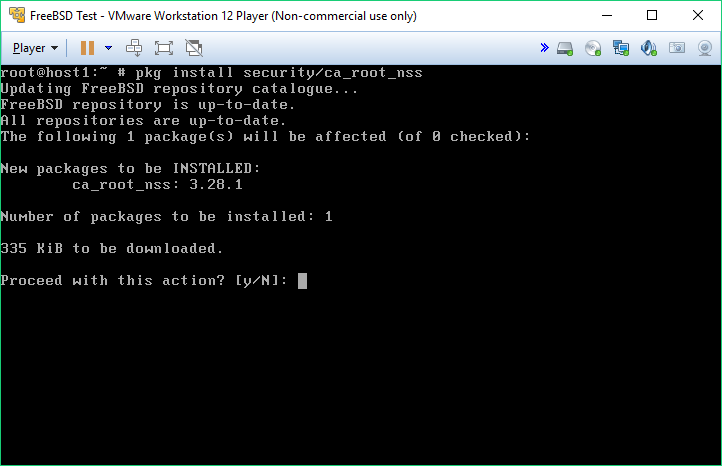 FreeBSD Test - VMware Workstation 12 Player (Non-commercial use only)
Player
root@host1:~ # pkg install security/ca_root_nss
Updating FreeBSD repository catalogue...
FreeBSD repository is up-to-date.
All repositories are up-to-date.
The following 1 package(s) will be affected (of 0 checked):
New packages to be INSTALLED:
ca_root_nss: 3.28.1
Number of packages to be installed: 1
335 KiB to be downloaded.
Proceed with this action? [y/N]: